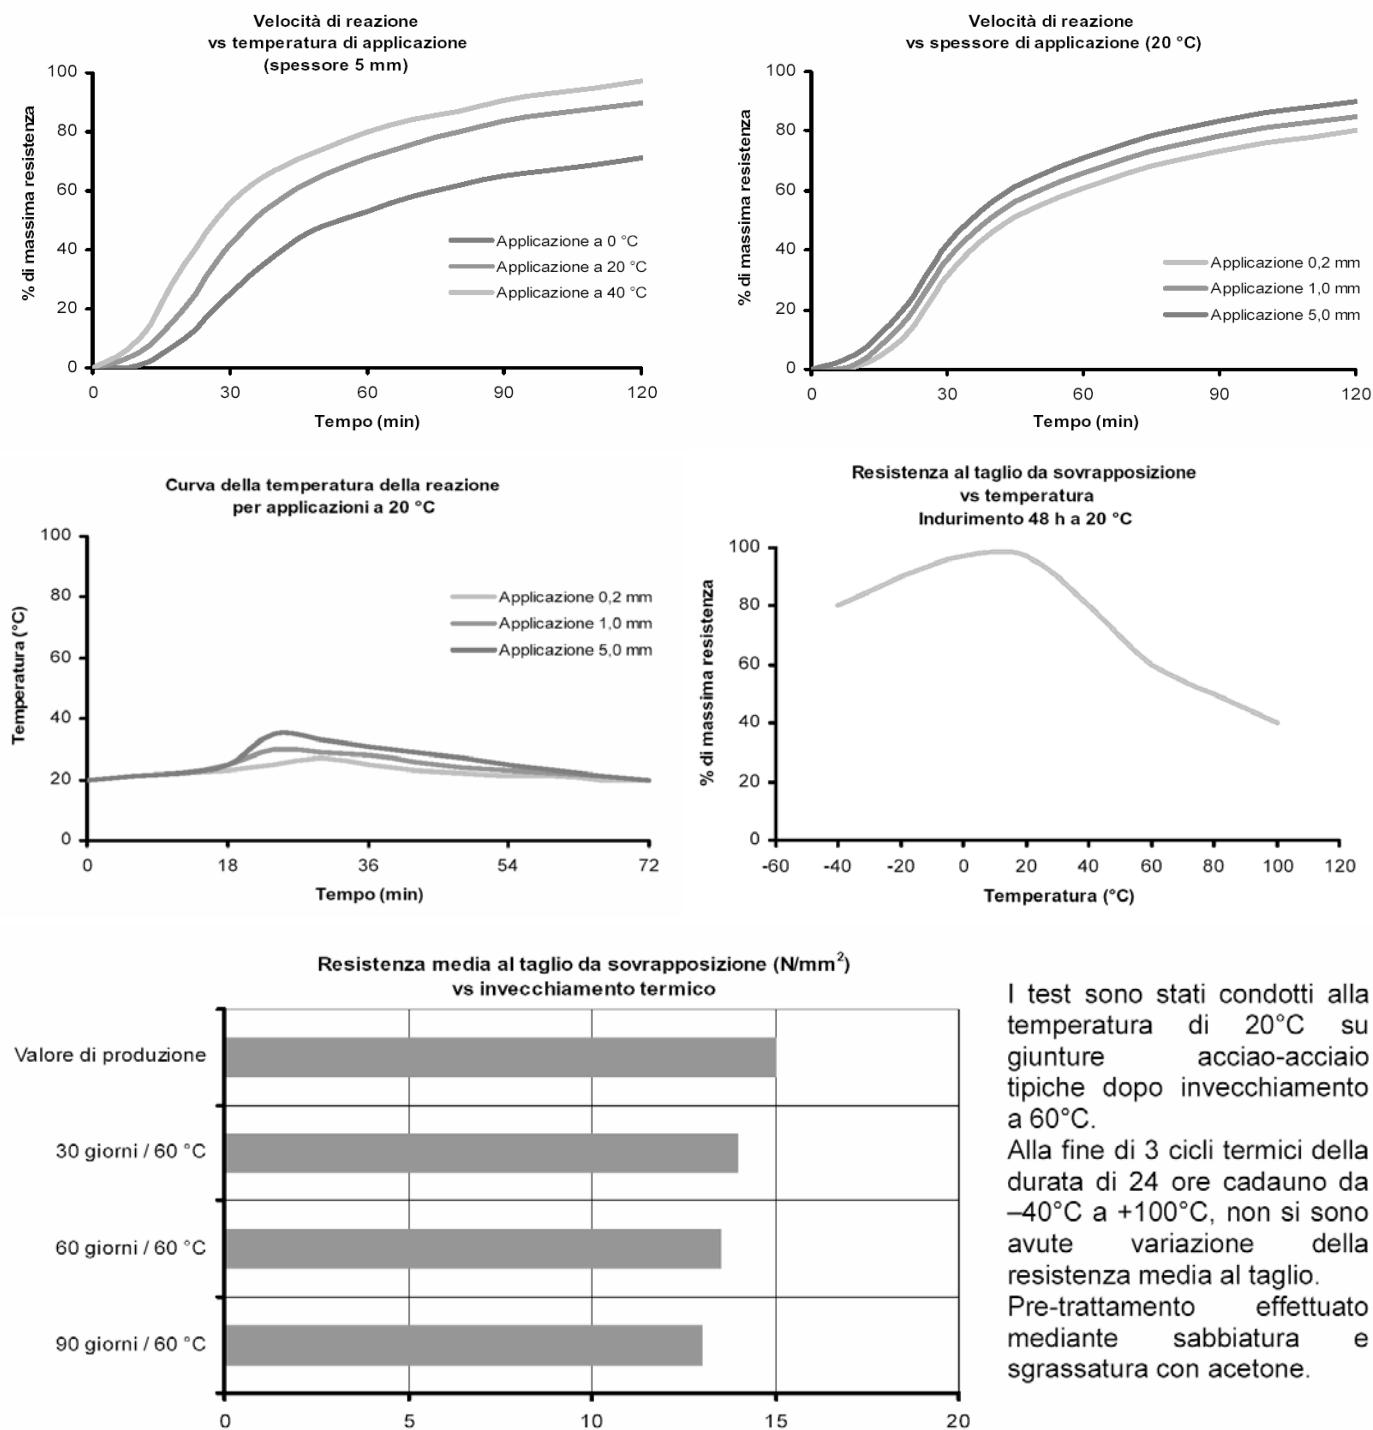 Velocità di reazione
vs temperatura di applicazione
(spessore 5 mm)
% di massima resistenza
100
80
60
40
20
0
Applicazione a 0 °C
Applicazione a 20 °C
Applicazione a 40 °C
0 30 60 90 120
Tempo (min)
Velocità di reazione
vs spessore di applicazione (20 °C)
% di massima resistenza
100
80
60
40
20
0
Applicazione 0,2 mm
Applicazione 1,0 mm
Applicazione 5,0 mm
0 30 60 90 120
Tempo (min)
Curva della temperatura della reazione
per applicazioni a 20 °C
Temperatura (°C)
100
80
60
40
20
0
Applicazione 0,2 mm
Applicazione 1,0 mm
Applicazione 5,0 mm
0 18 36 54 72
Tempo (min)
Resistenza al taglio da sovrapposizione
vs temperatura
Indurimento 48 h a 20 °C
% di massima resistenza
100
80
60
40
20
0
-60 -40 -20 0 20 40 60 80 100 120
Temperatura (°C)
Resistenza media al taglio da sovrapposizione (N/mm²)
vs invecchiamento termico
Valore di produzione
30 giorni / 60 °C
60 giorni / 60 °C
90 giorni / 60 °C
0 5 10 15 20
I test sono stati condotti alla
temperatura di 20°C su
giunture acciao-acciaio
tipiche dopo invecchiamento
a 60°C.
Alla fine di 3 cicli termici della
durata di 24 ore cadauno da
–40°C a +100°C, non si sono
avute variazione della
resistenza media al taglio.
Pre-trattamento effettuato
mediante sabbiatura e
sgrassatura con acetone.